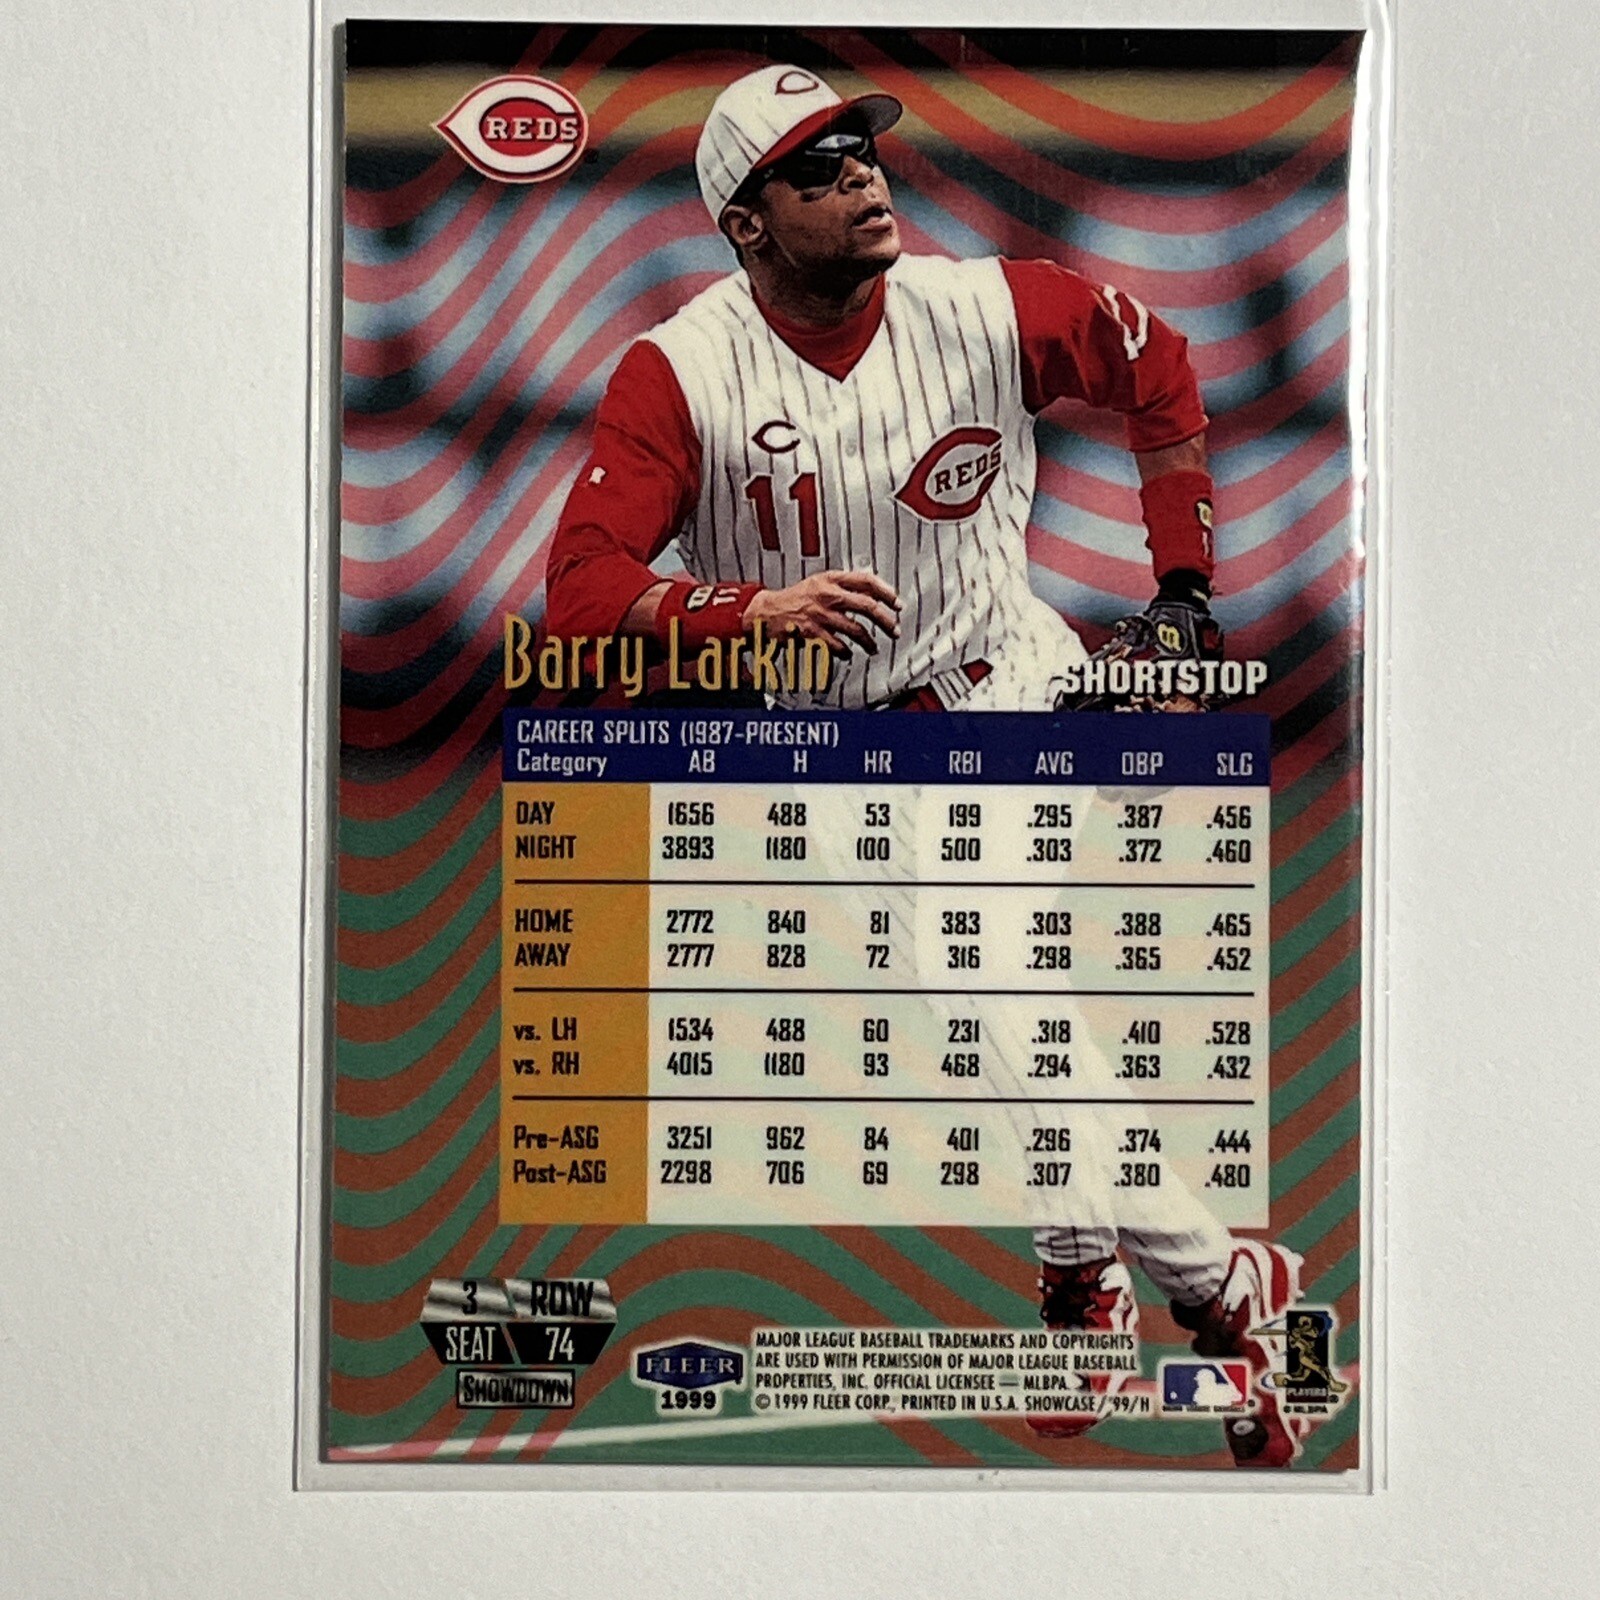 REDS
C
C
11
REDS
Barry Larkin
SHORTSTOP
CAREER SPLITS (1987-PRESENT)
Category AB H HR RBI AVG OBP SLG
DAY 1656 488 53 199 .295 .387 .456
NIGHT 3893 1180 100 500 .303 .372 .460
HOME 2772 840 81 383 .303 .388 .465
AWAY 2777 828 72 316 .298 .365 .452
vs. LH 1534 488 60 231 .318 .410 .528
vs. RH 4015 1180 93 468 .294 .363 .432
Pre-ASG 3251 962 84 401 .296 .374 .444
Post-ASG 2298 706 69 298 .307 .380 .480
3 ROW
SEAT 74
SHOWDOWN
FLEER
1999
MAJOR LEAGUE BASEBALL TRADEMARKS AND COPYRIGHTS
ARE USED WITH PERMISSION OF MAJOR LEAGUE BASEBALL
PROPERTIES, INC. OFFICIAL LICENSEE — MLBPA
© 1999 FLEER CORP., PRINTED IN U.S.A. SHOWCASE/'99/H
PLAYERS
© MLBPA